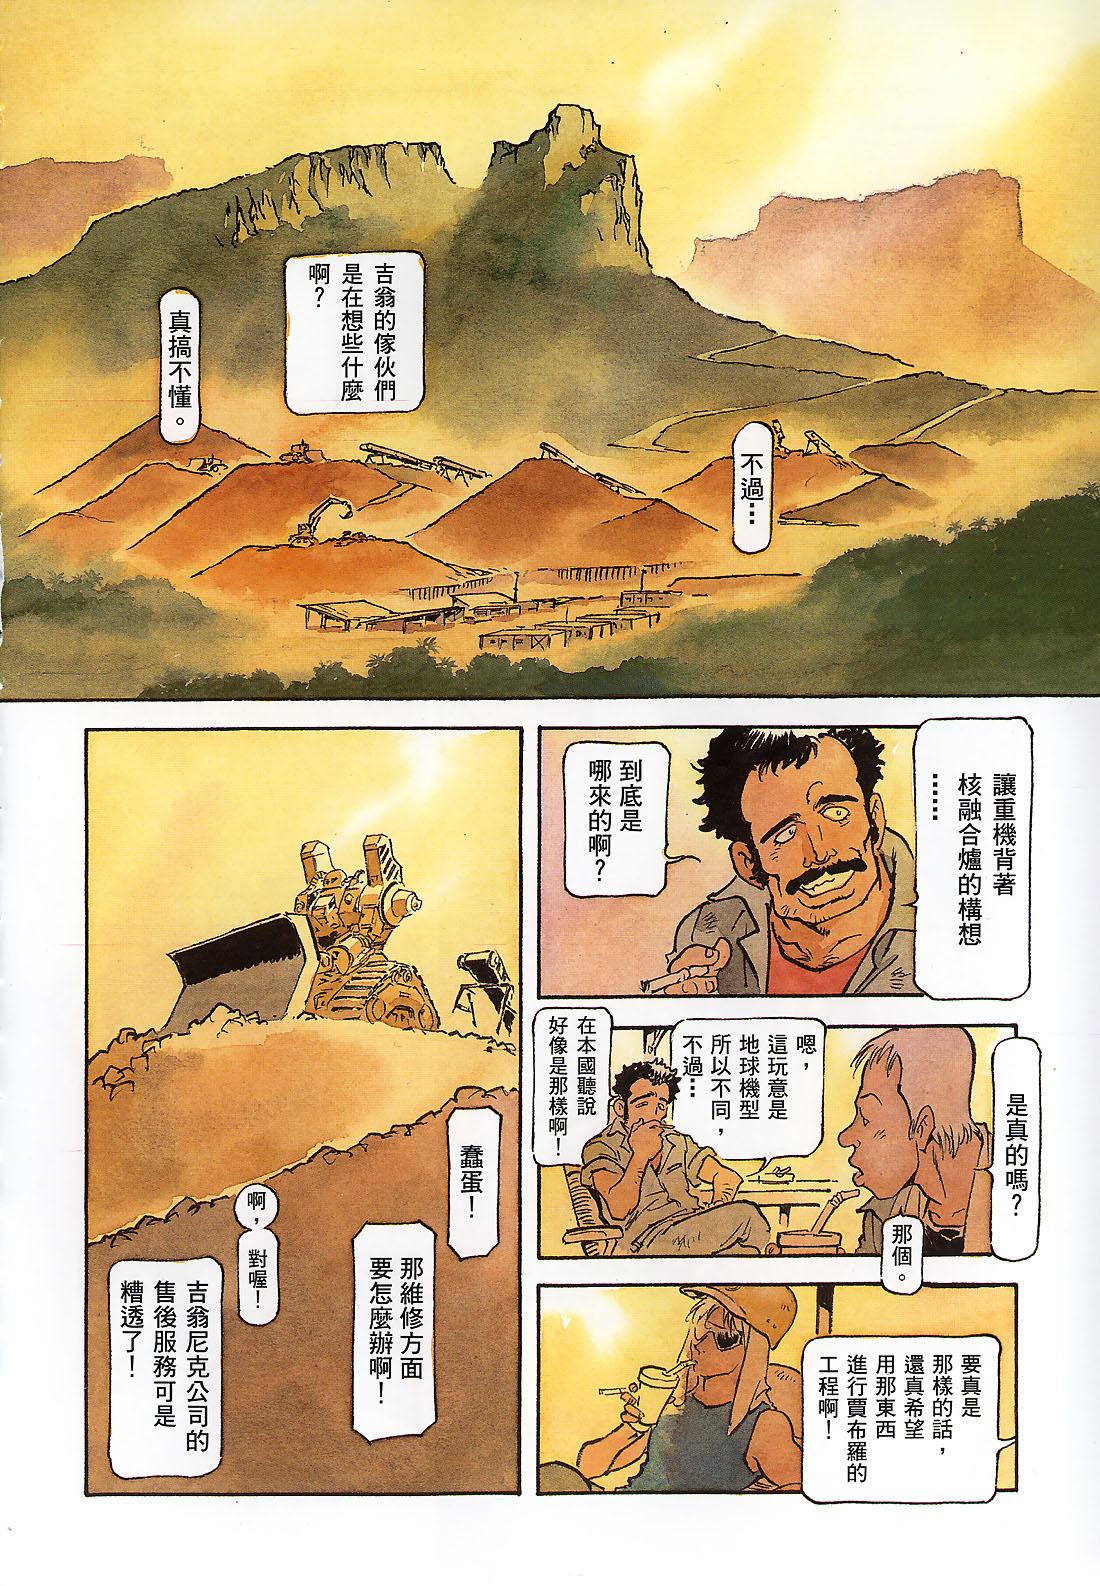 不過⋯
吉翁的傢伙們
是在想些什麼
啊？
真搞不懂。
讓重機背著
核融合爐的構想
⋯⋯
到底是
哪來的啊？
是真的嗎？
嗯，
這玩意是
地球機型
所以不同，
不過⋯
在本國聽說
好像是那樣啊！
那個。
要真是
那樣的話，
還真希望
用那東西
進行賈布羅的
工程啊！
蠢蛋！
那維修方面
要怎麼辦啊！
啊，
對喔！
吉翁尼克公司的
售後服務可是
糟透了！